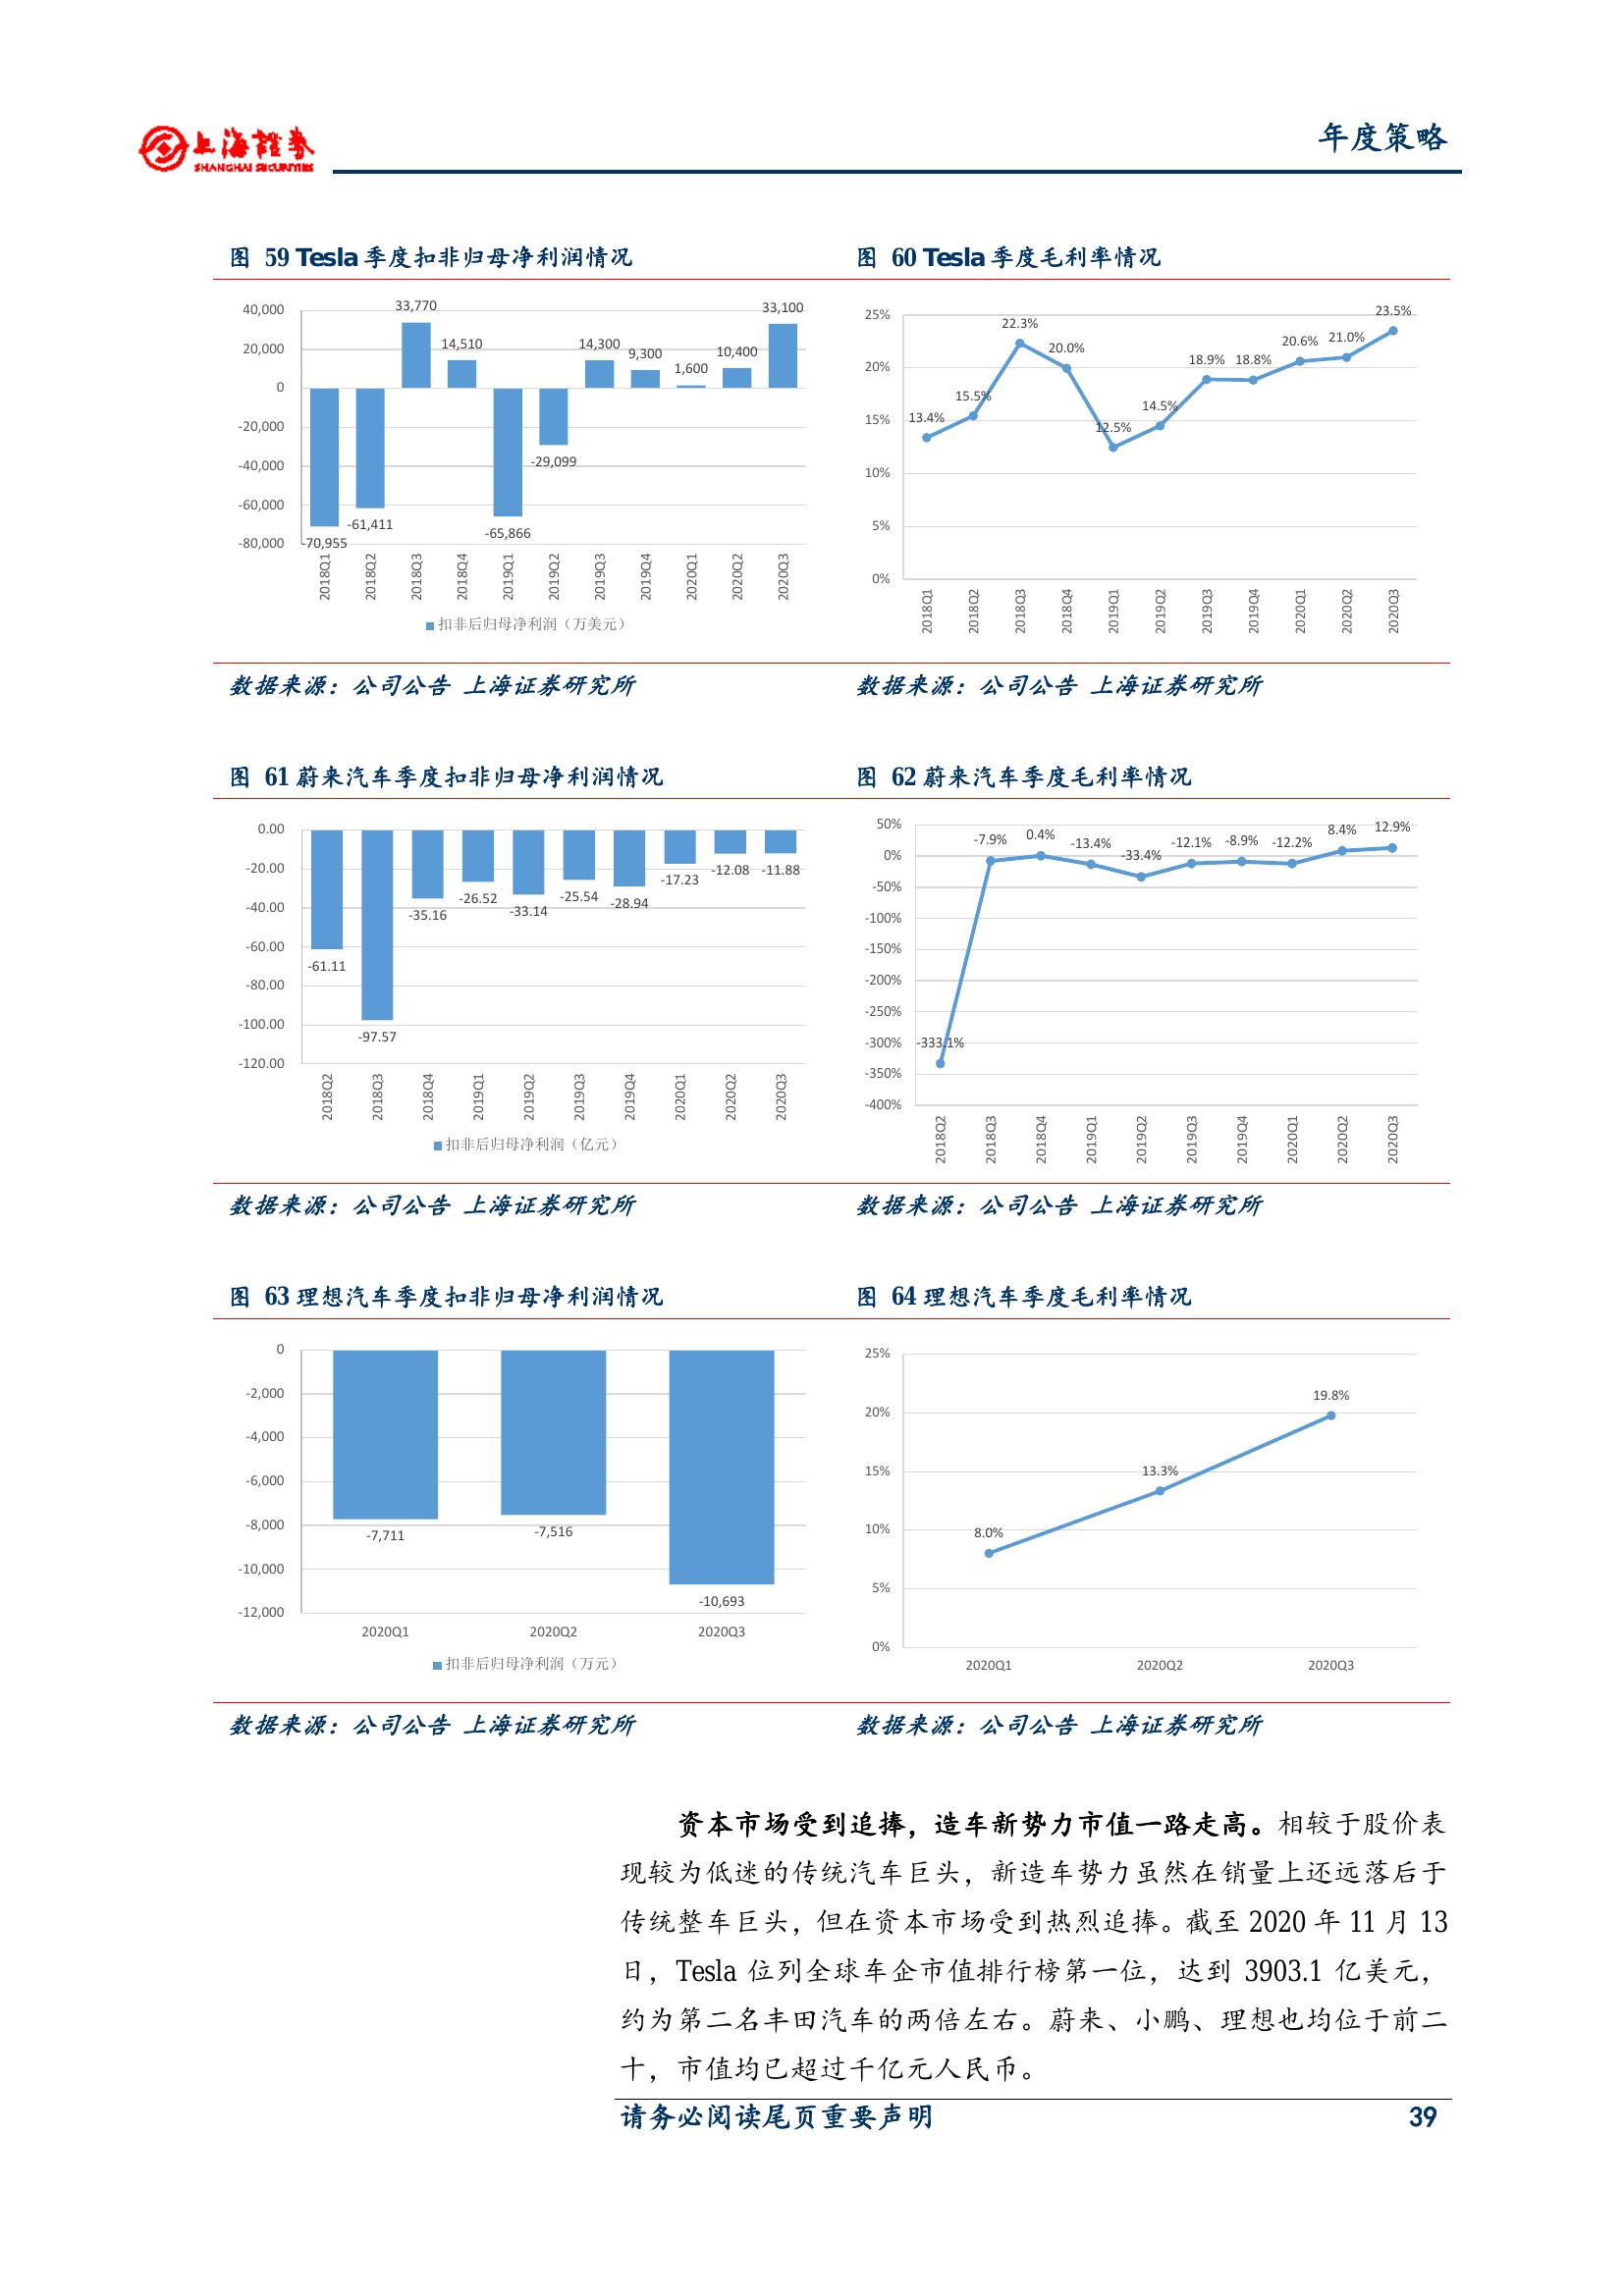 上海證券
SHANGHAI SECURITIES
年度策略
图 59 Tesla 季度扣非归母净利润情况
40,000
20,000
0
-20,000
-40,000
-60,000
-80,000
-70,955
-61,411
33,770
14,510
-65,866
-29,099
14,300
9,300
1,600
10,400
33,100
2018Q1
2018Q2
2018Q3
2018Q4
2019Q1
2019Q2
2019Q3
2019Q4
2020Q1
2020Q2
2020Q3
扣非后归母净利润（万美元）
数据来源：公司公告 上海证券研究所
图 60 Tesla 季度毛利率情况
25%
20%
15%
10%
5%
0%
13.4%
15.5%
22.3%
20.0%
12.5%
14.5%
18.9%
18.8%
20.6%
21.0%
23.5%
2018Q1
2018Q2
2018Q3
2018Q4
2019Q1
2019Q2
2019Q3
2019Q4
2020Q1
2020Q2
2020Q3
数据来源：公司公告 上海证券研究所
图 61 蔚来汽车季度扣非归母净利润情况
0.00
-20.00
-40.00
-60.00
-80.00
-100.00
-120.00
-61.11
-97.57
-35.16
-26.52
-33.14
-25.54
-28.94
-17.23
-12.08
-11.88
2018Q2
2018Q3
2018Q4
2019Q1
2019Q2
2019Q3
2019Q4
2020Q1
2020Q2
2020Q3
扣非后归母净利润（亿元）
数据来源：公司公告 上海证券研究所
图 62 蔚来汽车季度毛利率情况
50%
0%
-50%
-100%
-150%
-200%
-250%
-300%
-350%
-400%
-333.1%
-7.9%
0.4%
-13.4%
-33.4%
-12.1%
-8.9%
-12.2%
8.4%
12.9%
2018Q2
2018Q3
2018Q4
2019Q1
2019Q2
2019Q3
2019Q4
2020Q1
2020Q2
2020Q3
数据来源：公司公告 上海证券研究所
图 63 理想汽车季度扣非归母净利润情况
0
-2,000
-4,000
-6,000
-8,000
-10,000
-12,000
-7,711
-7,516
-10,693
2020Q1
2020Q2
2020Q3
扣非后归母净利润（万元）
数据来源：公司公告 上海证券研究所
图 64 理想汽车季度毛利率情况
25%
20%
15%
10%
5%
0%
8.0%
13.3%
19.8%
2020Q1
2020Q2
2020Q3
数据来源：公司公告 上海证券研究所
资本市场受到追捧，造车新势力市值一路走高。相较于股价表
现较为低迷的传统汽车巨头，新造车势力虽然在销量上还远落后于
传统整车巨头，但在资本市场受到热烈追捧。截至 2020 年 11 月 13
日，Tesla 位列全球车企市值排行榜第一位，达到 3903.1 亿美元，
约为第二名丰田汽车的两倍左右。蔚来、小鹏、理想也均位于前二
十，市值均已超过千亿元人民币。
请务必阅读尾页重要声明
39